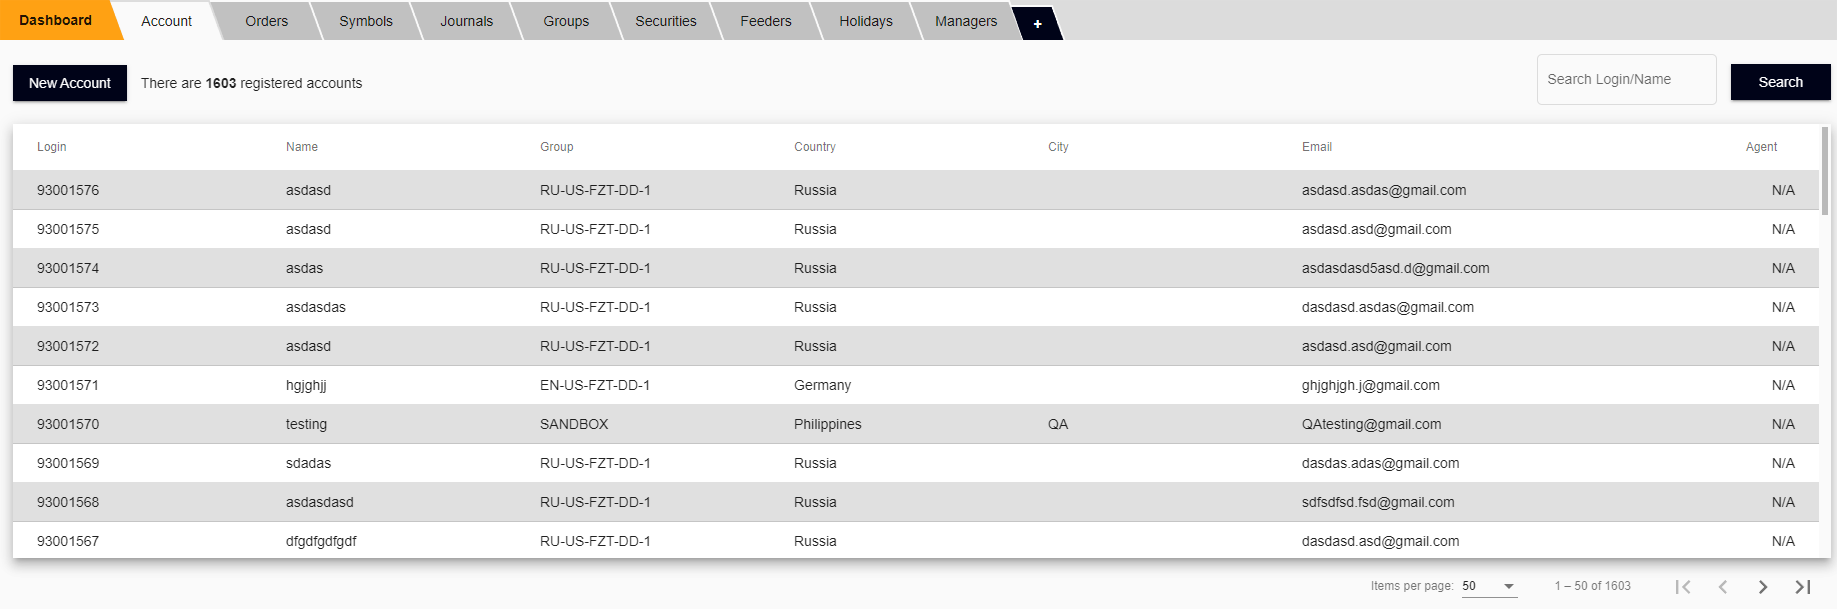 Dashboard Account Orders Symbols Journals Groups Securities Feeders Holidays Managers +
New Account There are 1603 registered accounts Search Login/Name Search
Login Name Group Country City Email Agent
93001576 asdasd RU-US-FZT-DD-1 Russia asdasd.asdas@gmail.com N/A
93001575 asdasd RU-US-FZT-DD-1 Russia asdasd.asd@gmail.com N/A
93001574 asdas RU-US-FZT-DD-1 Russia asdasdasd5asd.d@gmail.com N/A
93001573 asdasdas RU-US-FZT-DD-1 Russia dasdasd.asdas@gmail.com N/A
93001572 asdasd RU-US-FZT-DD-1 Russia asdasd.asd@gmail.com N/A
93001571 hgjghjj EN-US-FZT-DD-1 Germany ghjghjgh.j@gmail.com N/A
93001570 testing SANDBOX Philippines QA QAtesting@gmail.com N/A
93001569 sdadas RU-US-FZT-DD-1 Russia dasdas.adas@gmail.com N/A
93001568 asdasdasd RU-US-FZT-DD-1 Russia sdfsdfsd.fsd@gmail.com N/A
93001567 dfgdfgdfgdf RU-US-FZT-DD-1 Russia dasdasd.asd@gmail.com N/A
Items per page: 50 1 – 50 of 1603